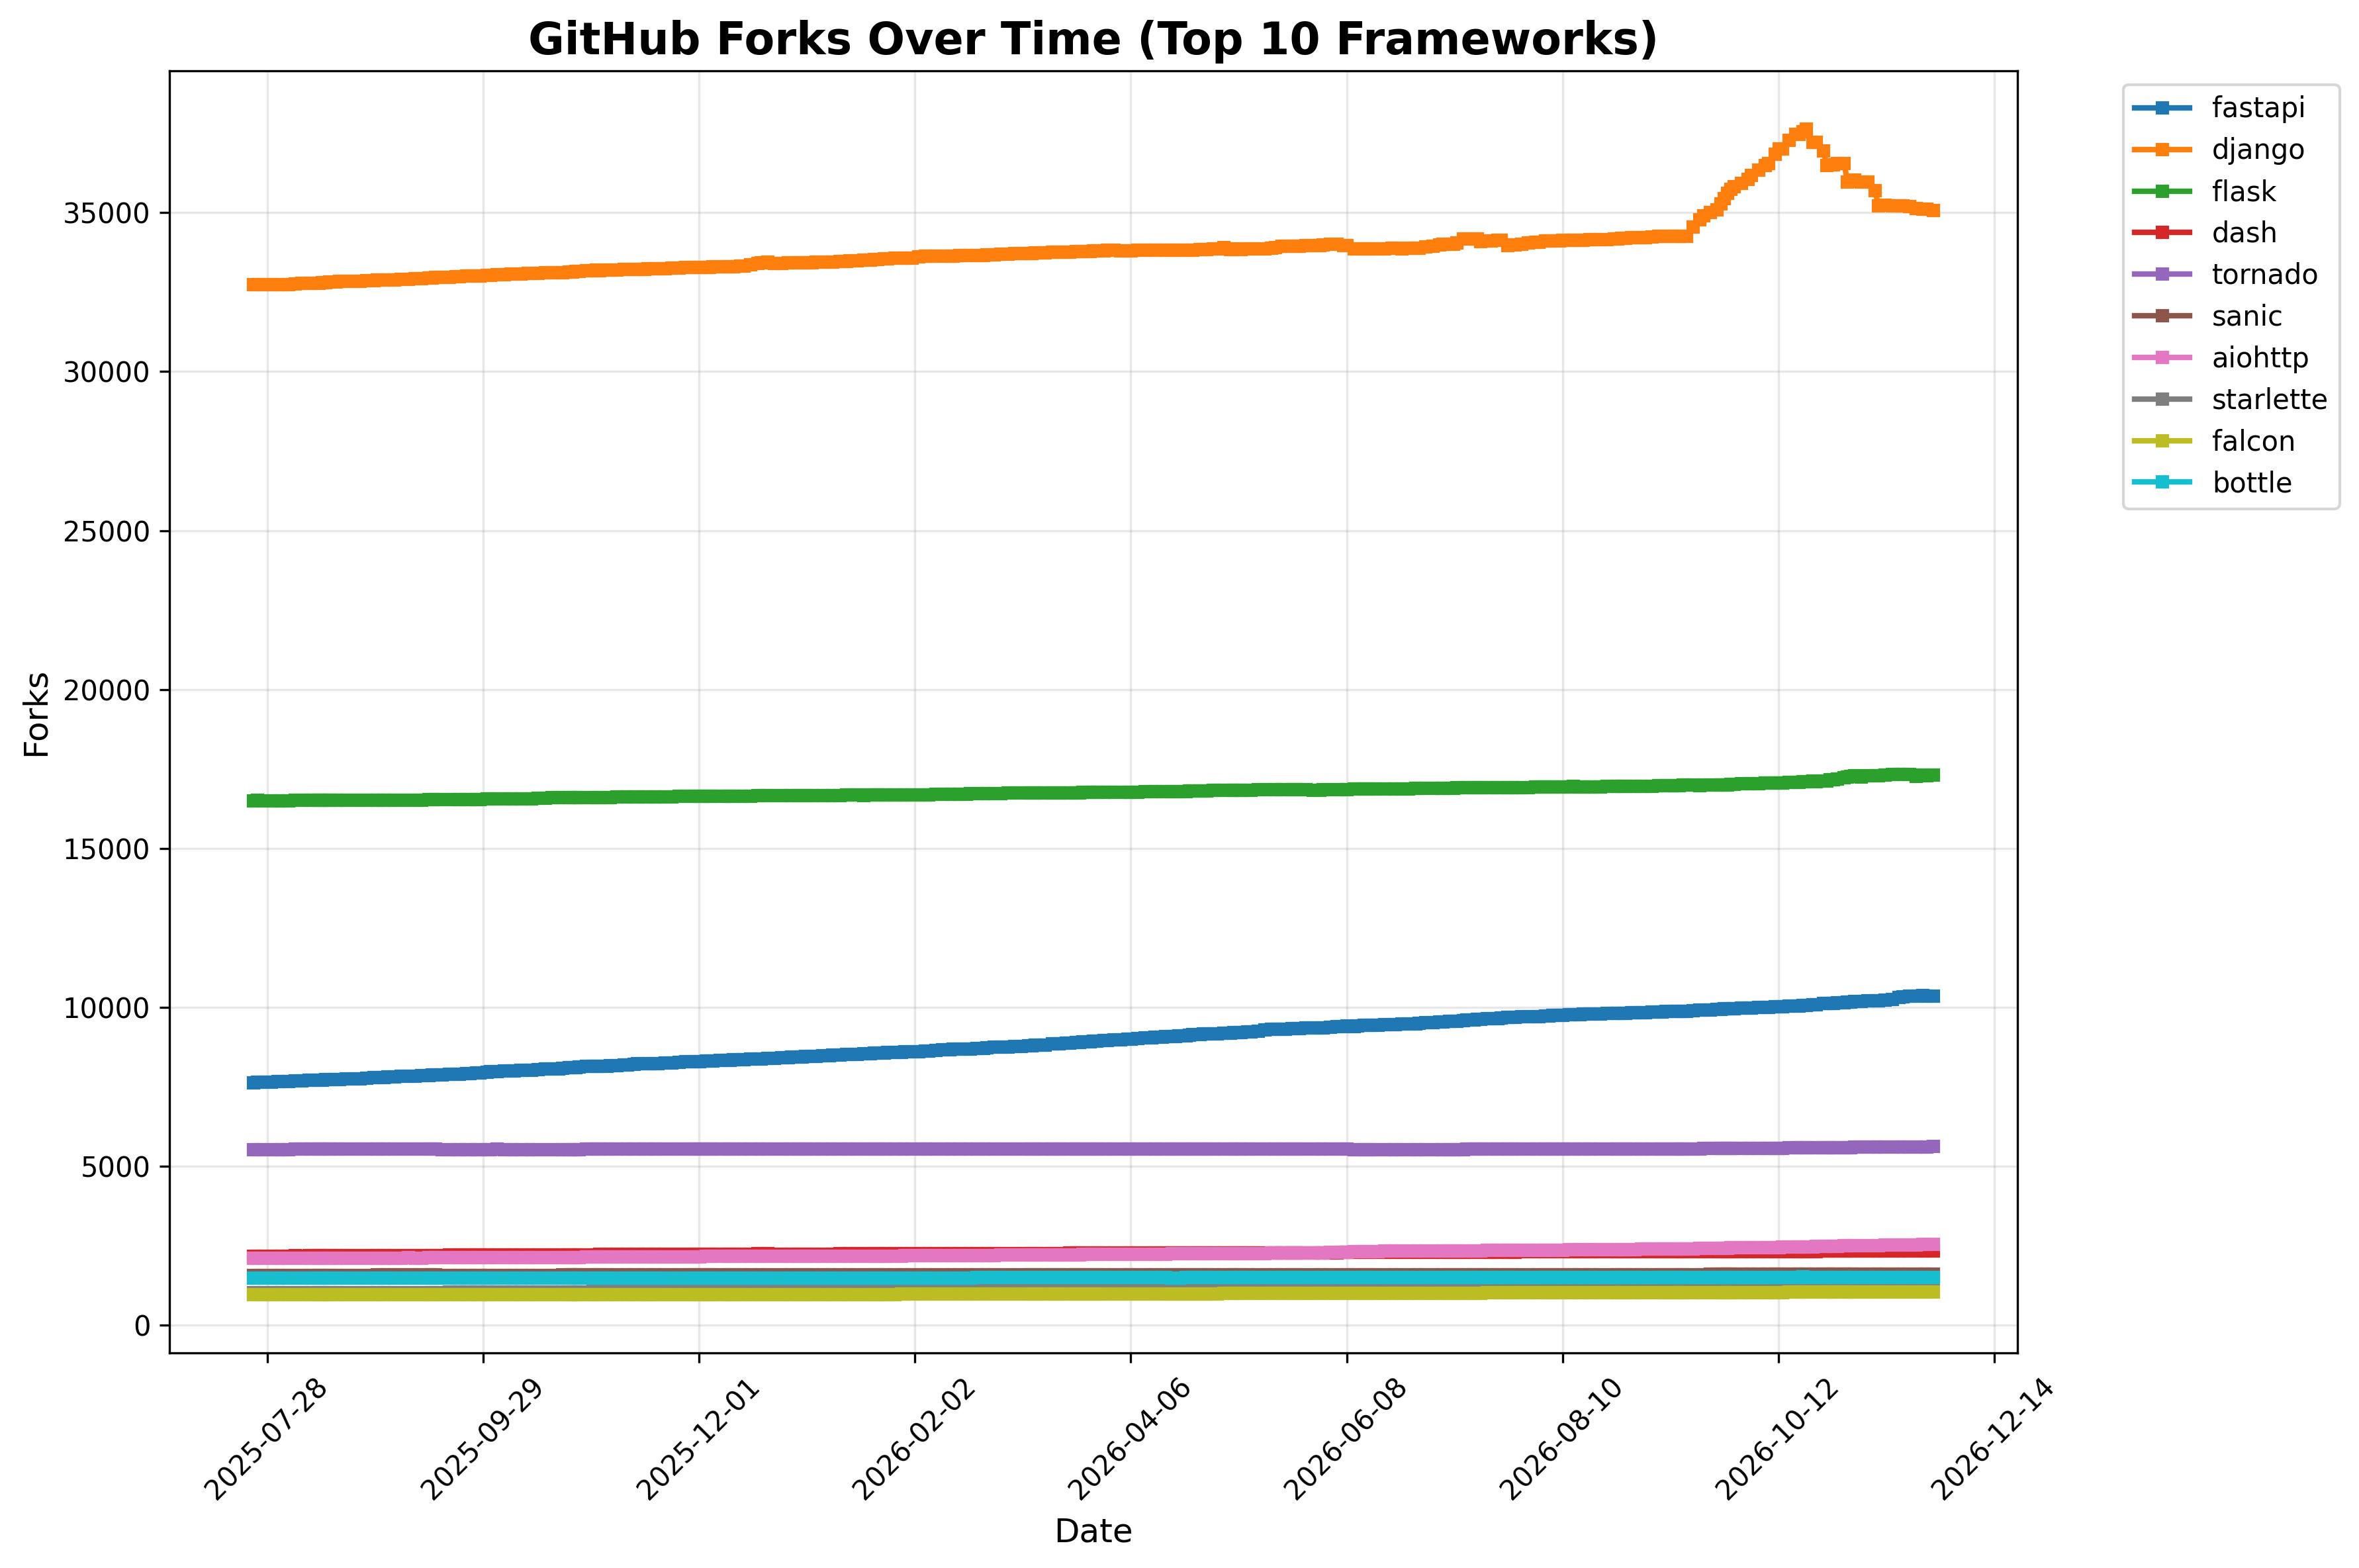 GitHub Forks Over Time (Top 10 Frameworks)
Forks
35000
30000
25000
20000
15000
10000
5000
0
2025-07-28
2025-09-29
2025-12-01
2026-02-02
2026-04-06
2026-06-08
2026-08-10
2026-10-12
2026-12-14
Date
fastapi
django
flask
dash
tornado
sanic
aiohttp
starlette
falcon
bottle